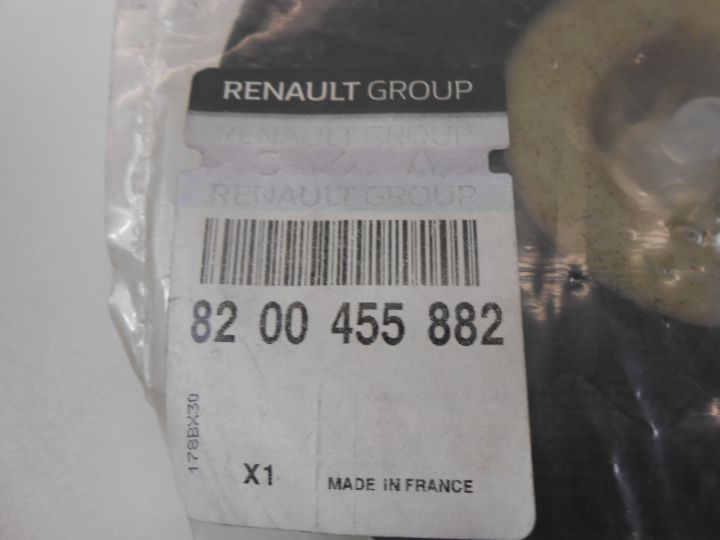 RENAULT GROUP
RENAULT GROUP
RENAULT GROUP
82 00 455 882
178BX30
X1
MADE IN FRANCE